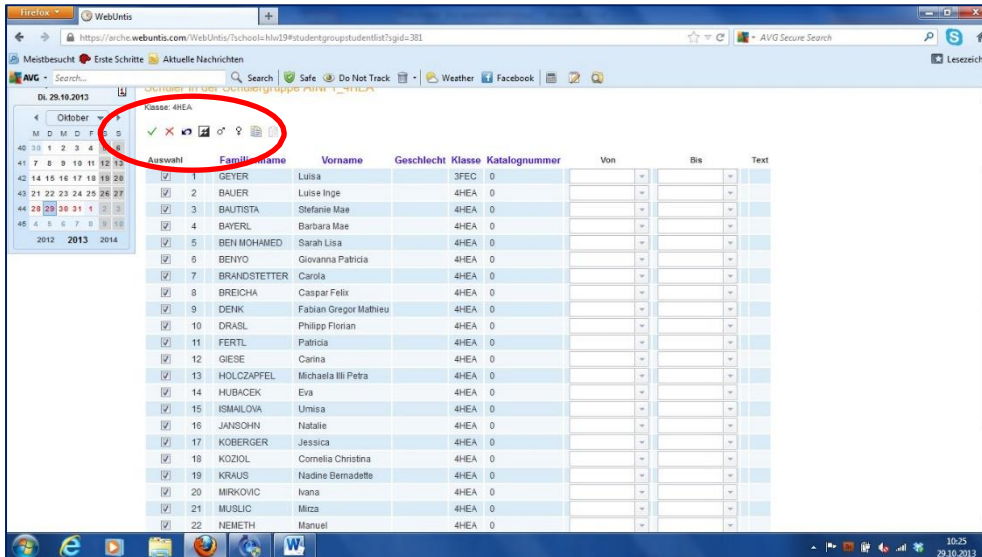 Firefox
WebUntis
https://arche.webuntis.com/WebUntis/?school=hlw19#studentgroupstudentlist?sgid=381
AVG Secure Search
Meistbesucht Erste Schritte Aktuelle Nachrichten
Lesezeich
AVG Search... Search Safe Do Not Track Weather Facebook
Di. 29.10.2013
Schüler in der Schülergruppe
Klasse: 4HEA
Oktober
M D M D F S S
40 30 1 2 3 4 5 6
41 7 8 9 10 11 12 13
42 14 15 16 17 18 19 20
43 21 22 23 24 25 26 27
44 28 29 30 31 1 2 3
45 4 5 6 7 8 9 10
2012 2013 2014
Auswahl Familienname Vorname Geschlecht Klasse Katalognummer Von Bis Text
1 GEYER Luisa 3FEC 0
2 BAUER Luise Inge 4HEA 0
3 BAUTISTA Stefanie Mae 4HEA 0
4 BAYERL Barbara Mae 4HEA 0
5 BEN MOHAMED Sarah Lisa 4HEA 0
6 BENYO Giovanna Patricia 4HEA 0
7 BRANDSTETTER Carola 4HEA 0
8 BREICHA Caspar Felix 4HEA 0
9 DENK Fabian Gregor Mathieu 4HEA 0
10 DRASL Philipp Florian 4HEA 0
11 FERTL Patricia 4HEA 0
12 GIESE Carina 4HEA 0
13 HOLCZAPFEL Michaela Illi Petra 4HEA 0
14 HUBACEK Eva 4HEA 0
15 ISMAILOVA Umisa 4HEA 0
16 JANSOHN Natalie 4HEA 0
17 KOBERGER Jessica 4HEA 0
18 KOZIOL Cornelia Christina 4HEA 0
19 KRAUS Nadine Bernadette 4HEA 0
20 MIRKOVIC Ivana 4HEA 0
21 MUSLIC Mirza 4HEA 0
22 NEMETH Manuel 4HEA 0
10:25
29.10.2013